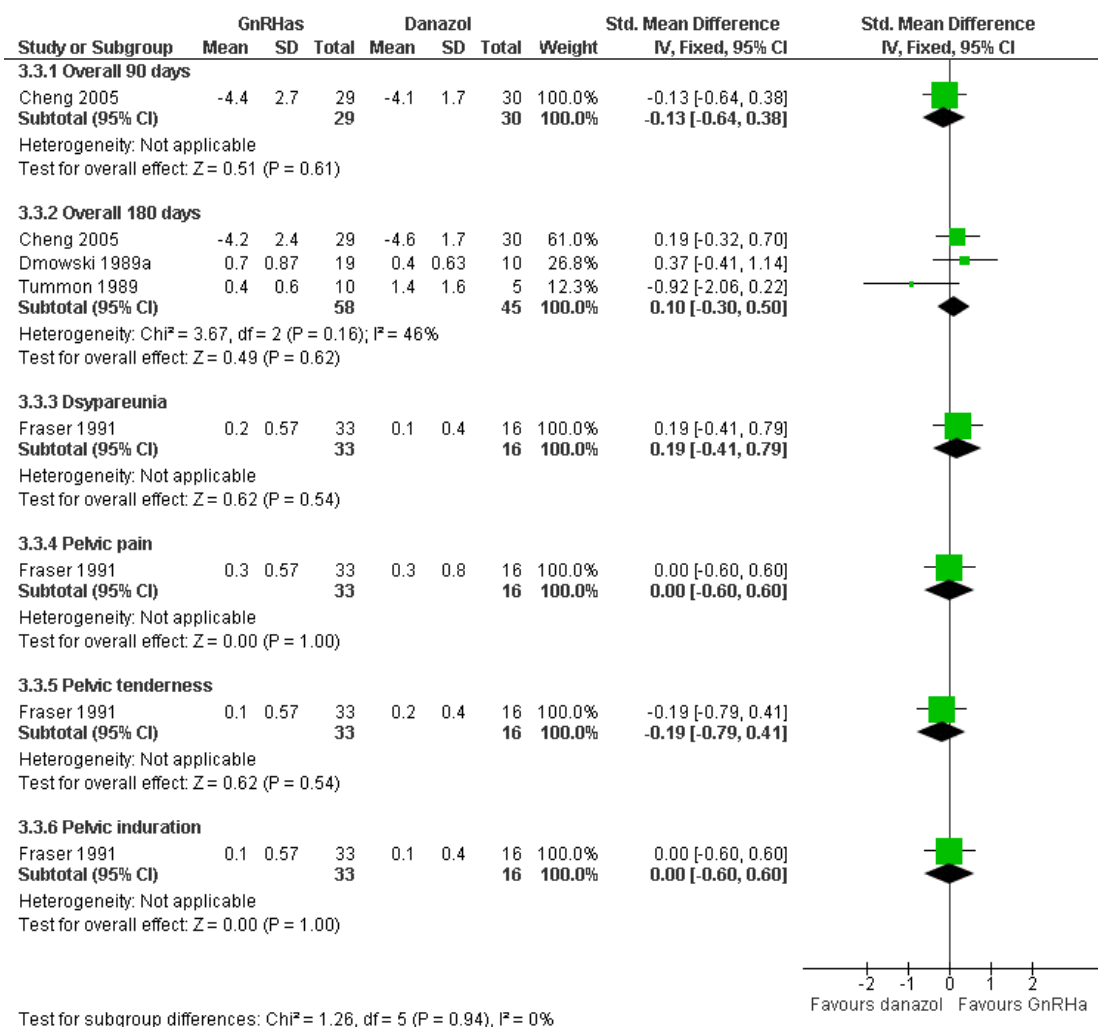 GnRHas Danazol Std. Mean Difference Std. Mean Difference
Study or Subgroup Mean SD Total Mean SD Total Weight IV, Fixed, 95% CI IV, Fixed, 95% CI
3.3.1 Overall 90 days
Cheng 2005 -4.4 2.7 29 -4.1 1.7 30 100.0% -0.13 [-0.64, 0.38]
Subtotal (95% CI) 29 30 100.0% -0.13 [-0.64, 0.38]
Heterogeneity: Not applicable
Test for overall effect: Z = 0.51 (P = 0.61)
3.3.2 Overall 180 days
Cheng 2005 -4.2 2.4 29 -4.6 1.7 30 61.0% 0.19 [-0.32, 0.70]
Dmowski 1989a 0.7 0.87 19 0.4 0.63 10 26.8% 0.37 [-0.41, 1.14]
Tummon 1989 0.4 0.6 10 1.4 1.6 5 12.3% -0.92 [-2.06, 0.22]
Subtotal (95% CI) 58 45 100.0% 0.10 [-0.30, 0.50]
Heterogeneity: Chi² = 3.67, df = 2 (P = 0.16); I² = 46%
Test for overall effect: Z = 0.49 (P = 0.62)
3.3.3 Dsypareunia
Fraser 1991 0.2 0.57 33 0.1 0.4 16 100.0% 0.19 [-0.41, 0.79]
Subtotal (95% CI) 33 16 100.0% 0.19 [-0.41, 0.79]
Heterogeneity: Not applicable
Test for overall effect: Z = 0.62 (P = 0.54)
3.3.4 Pelvic pain
Fraser 1991 0.3 0.57 33 0.3 0.8 16 100.0% 0.00 [-0.60, 0.60]
Subtotal (95% CI) 33 16 100.0% 0.00 [-0.60, 0.60]
Heterogeneity: Not applicable
Test for overall effect: Z = 0.00 (P = 1.00)
3.3.5 Pelvic tenderness
Fraser 1991 0.1 0.57 33 0.2 0.4 16 100.0% -0.19 [-0.79, 0.41]
Subtotal (95% CI) 33 16 100.0% -0.19 [-0.79, 0.41]
Heterogeneity: Not applicable
Test for overall effect: Z = 0.62 (P = 0.54)
3.3.6 Pelvic induration
Fraser 1991 0.1 0.57 33 0.1 0.4 16 100.0% 0.00 [-0.60, 0.60]
Subtotal (95% CI) 33 16 100.0% 0.00 [-0.60, 0.60]
Heterogeneity: Not applicable
Test for overall effect: Z = 0.00 (P = 1.00)
-2 -1 0 1 2
Favours danazol Favours GnRHa
Test for subgroup differences: Chi² = 1.26, df = 5 (P = 0.94), I² = 0%